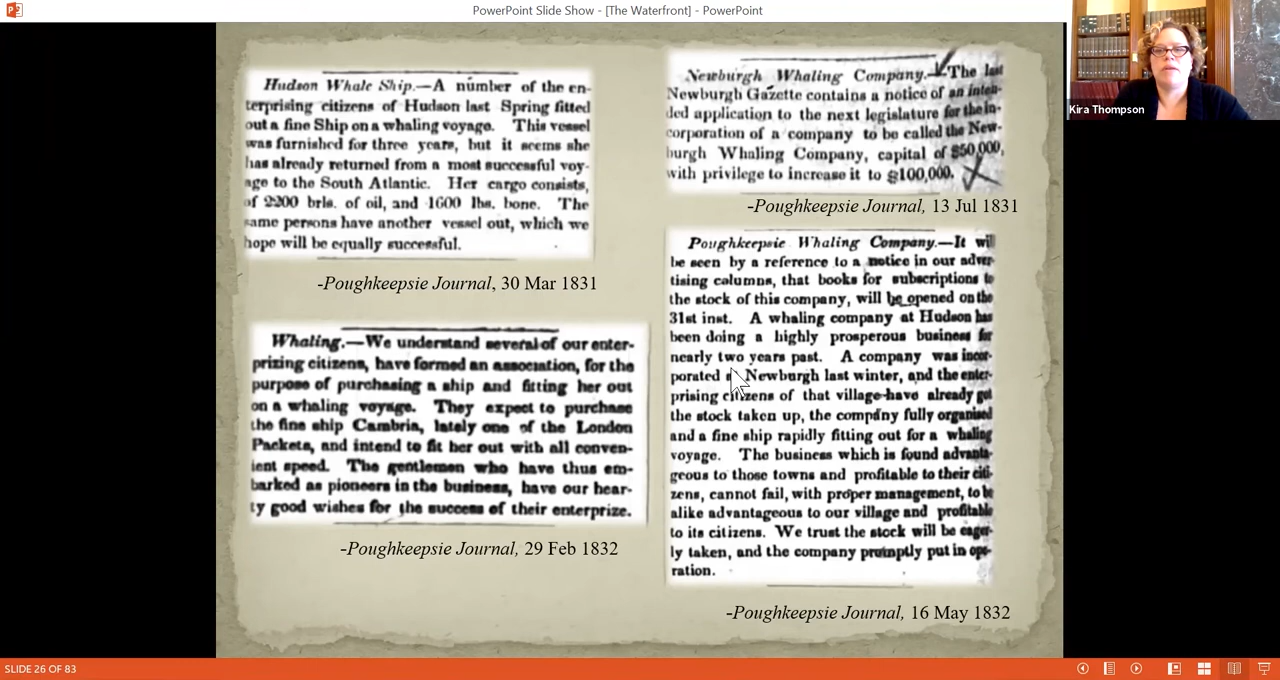 PowerPoint Slide Show - [The Waterfront] - PowerPoint
Hudson Whale Ship.—A number of the en-
terprising citizens of Hudson last Spring fitted
out a fine Ship on a whaling voyage. This vessel
was furnished for three years, but it seems she
has already returned from a most successful voy-
age to the South Atlantic. Her cargo consists,
of 2200 brls. of oil, and 1600 lbs. bone. The
same persons have another vessel out, which we
hope will be equally successful.
-Poughkeepsie Journal, 30 Mar 1831
Whaling.—We understand several of our enter-
prizing citizens, have formed an association, for the
purpose of purchasing a ship and fitting her out
on a whaling voyage. They expect to purchase
the fine ship Cambria, lately one of the London
Packets, and intend to fit her out with all conven-
ient speed. The gentlemen who have thus em-
barked as pioneers in the business, have our hear-
ty good wishes for the success of their enterprize.
-Poughkeepsie Journal, 29 Feb 1832
Newburgh Whaling Company.—The last
Newburgh Gazette contains a notice of an inten-
ded application to the next legislature for the in-
corporation of a company to be called the New-
burgh Whaling Company, capital of $50,000,
with privilege to increase it to $100,000.
-Poughkeepsie Journal, 13 Jul 1831
Poughkeepsie Whaling Company.—It will
be seen by a reference to a notice in our adver-
tising columns, that books for subscriptions to
the stock of this company, will be opened on the
31st inst. A whaling company at Hudson has
been doing a highly prosperous business for
nearly two years past. A company was incor-
porated Newburgh last winter, and the enter-
prising citizens of that village have already got
the stock taken up, the company fully organised
and a fine ship rapidly fitting out for a whaling
voyage. The business which is found advanta-
geous to those towns and profitable to their citi-
zens, cannot fail, with proper management, to be
alike advantageous to our village and profitable
to its citizens. We trust the stock will be eager-
ly taken, and the company promptly put in ope-
ration.
-Poughkeepsie Journal, 16 May 1832
Kira Thompson
SLIDE 26 OF 83